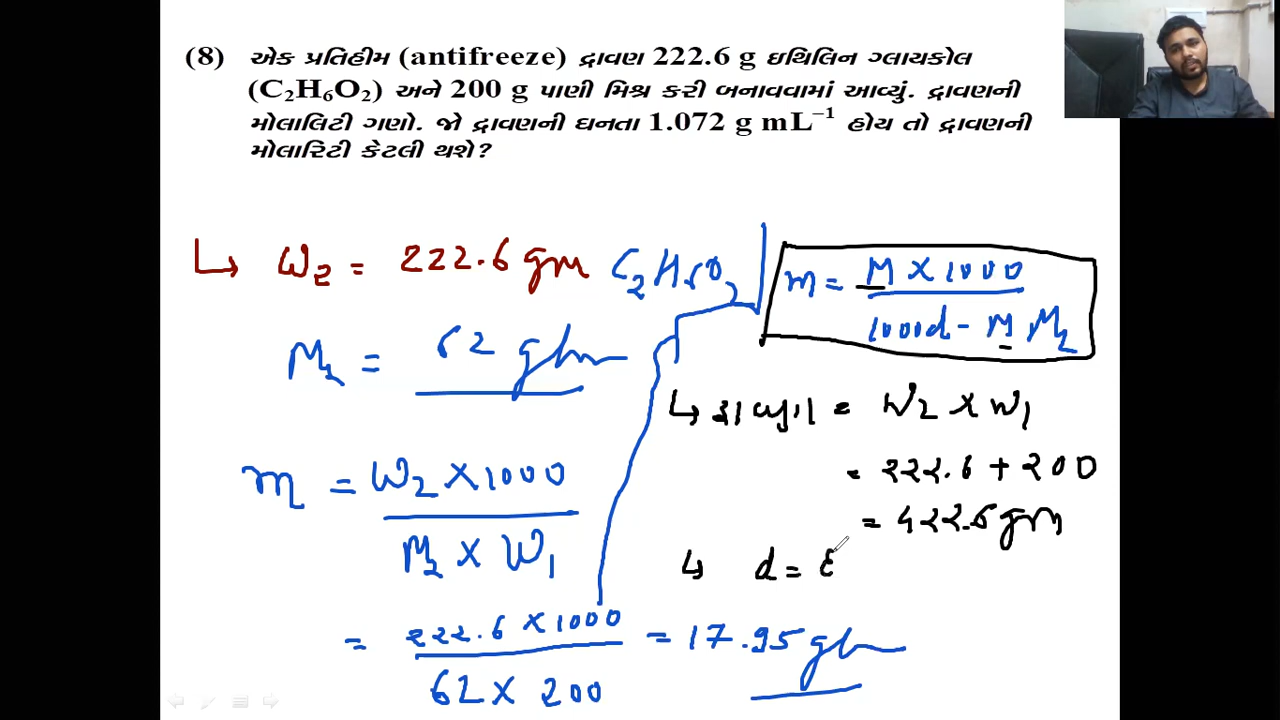 (8) એક પ્રતિહીમ (antifreeze) દ્રાવણ 222.6 g ઇથિલિન ગ્લાયકોલ
(C₂H₆O₂) અને 200 g પાણી મિશ્ર કરી બનાવવામાં આવ્યું. દ્રાવણની
મોલાલિટી ગણો. જો દ્રાવણની ઘનતા 1.072 g mL⁻¹ હોય તો દ્રાવણની
મોલારિટી કેટલી થશે?
↳ W₂ = 222.6 gm C₂H₆O₂
M₂ = 62 g/m
m = W₂ × 1000
M₂ × W₁
= 222.6 × 1000
62 × 200
= 17.95 g/m
m = M × 1000
1000d - M M₂
↳ = W₂ × W₁
= 222.6 + 200
= 422.6 gm
↳ d =